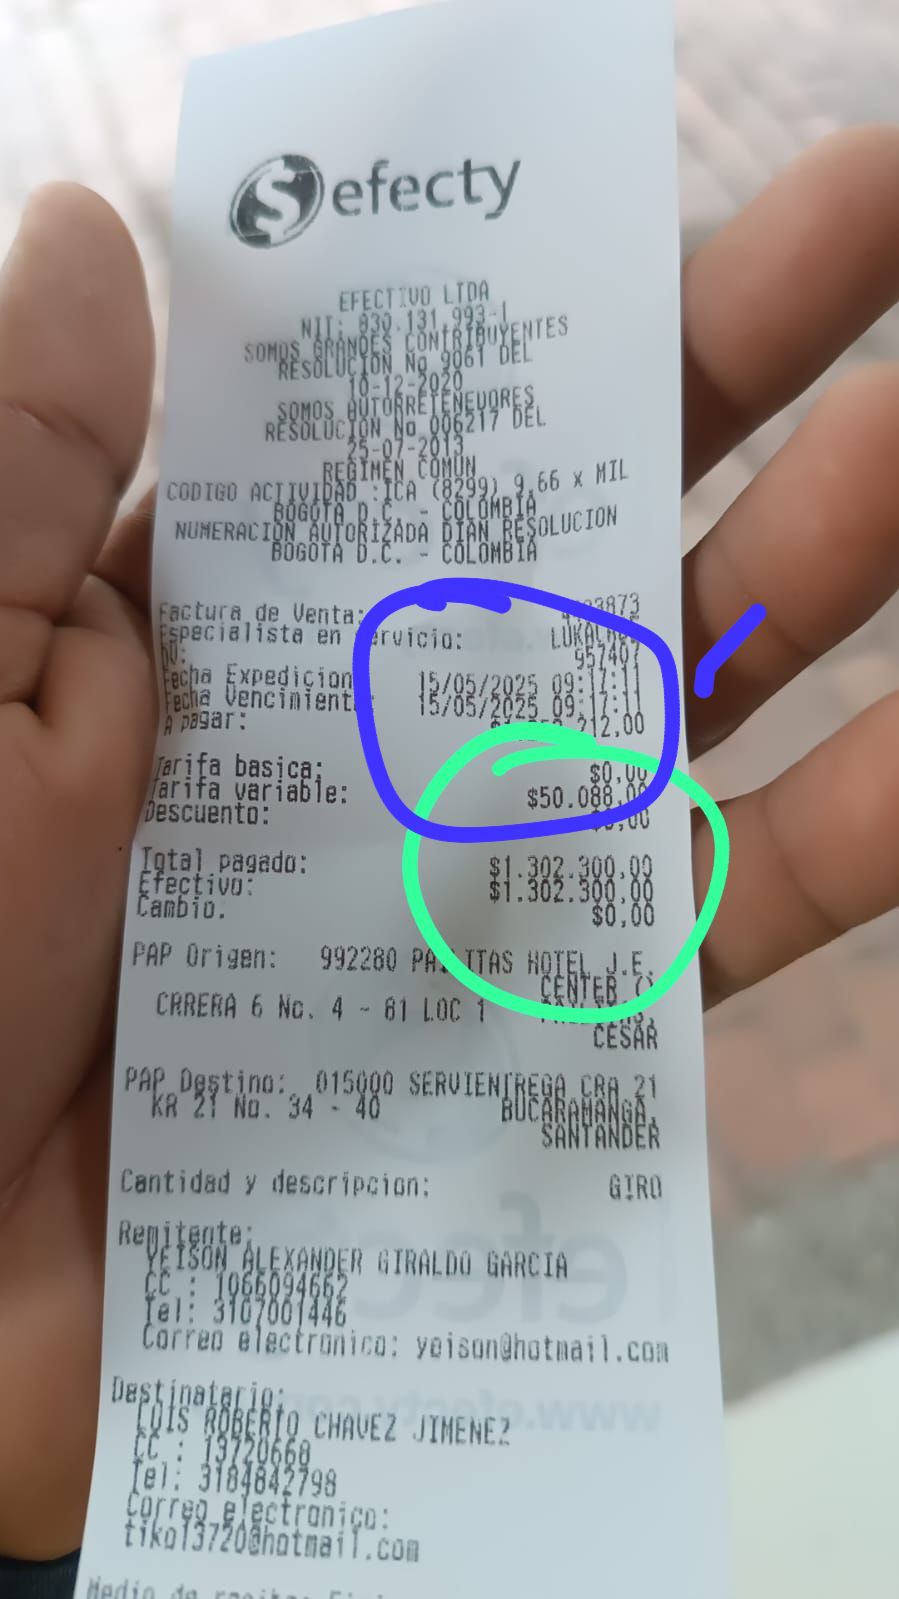 efecty
EFECTIVO LTDA
NIT: 830.131.993-1
SOMOS GRANDES CONTRIBUYENTES
RESOLUCION No 9061 DEL
10-12-2020
SOMOS AUTORRETENEDORES
RESOLUCION No 006217 DEL
25-07-2013
REGIMEN COMUN
CODIGO ACTIVIDAD :ICA (8299) 9.66 x MIL
BOGOTA D.C. - COLOMBIA
NUMERACION AUTORIZADA DIAN RESOLUCION
BOGOTA D.C. - COLOMBIA
Factura de Venta:
Especialista en servicio:
957407
Fecha Expedicion 15/05/2025 09:17:11
Fecha Vencimient 15/05/2025 09:17:11
A pagar:
Tarifa basica: $0,00
Tarifa variable: $50.088,00
Descuento: $0,00
Total pagado: $1.302.300,00
Efectivo: $1.302.300,00
Cambio. $0,00
PAP Origen: 992280 HOTEL J.E.
CENTER ()
CRRERA 6 No. 4 - 81 LOC 1
CESAR
PAP Destino: 015000 SERVIENTREGA CRA 21
KR 21 No. 34 - 40 BUCARAMANGA,
SANTANDER
Cantidad y descripcion: GIRO
Remitente:
YEISON ALEXANDER GIRALDO GARCIA
CC : 1066094662
Tel: 3107001446
Correo electronico: yeison@hotmail.com
Destinatario:
LUIS ROBERTO CHAVEZ JIMENEZ
CC : 13720668
Tel: 3184842798
Correo electronico:
tiko13720@hotmail.com